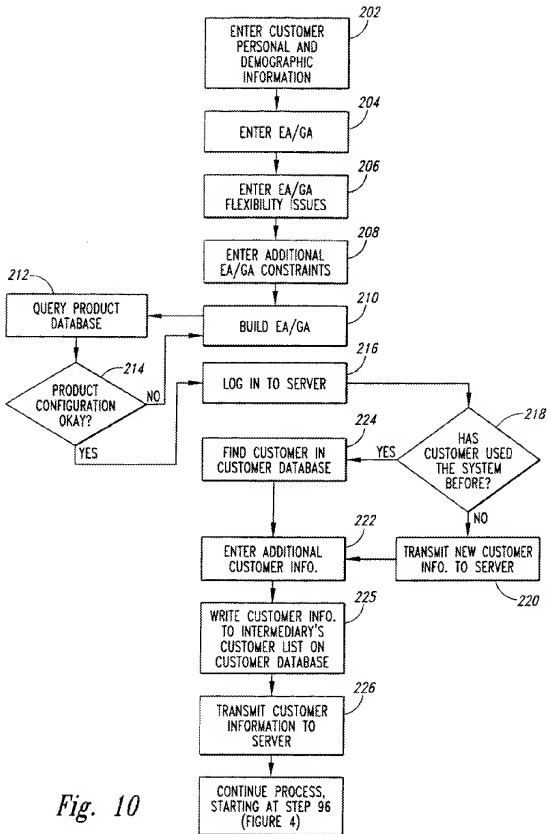 202
ENTER CUSTOMER
PERSONAL AND
DEMOGRAPHIC
INFORMATION
204
ENTER EA/GA
206
ENTER EA/GA
FLEXIBILITY ISSUES
208
ENTER ADDITIONAL
EA/GA CONSTRAINTS
212
QUERY PRODUCT
DATABASE
210
BUILD EA/GA
214
PRODUCT
CONFIGURATION
OKAY?
NO
YES
216
LOG IN TO SERVER
218
HAS
CUSTOMER USED
THE SYSTEM
BEFORE?
YES
NO
224
FIND CUSTOMER IN
CUSTOMER DATABASE
222
ENTER ADDITIONAL
CUSTOMER INFO.
TRANSMIT NEW CUSTOMER
INFO. TO SERVER
220
225
WRITE CUSTOMER INFO.
TO INTERMEDIARY'S
CUSTOMER LIST ON
CUSTOMER DATABASE
226
TRANSMIT CUSTOMER
INFORMATION TO
SERVER
CONTINUE PROCESS,
STARTING AT STEP 96
(FIGURE 4)
Fig. 10